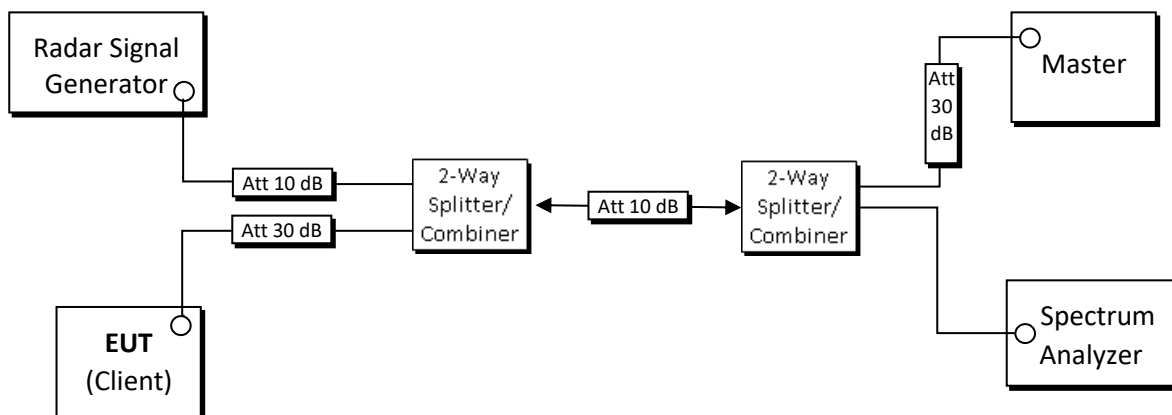 Radar Signal
Generator
Att 10 dB
Att 30 dB
EUT
(Client)
2-Way
Splitter/
Combiner
Att 10 dB
2-Way
Splitter/
Combiner
Att
30
dB
Master
Spectrum
Analyzer